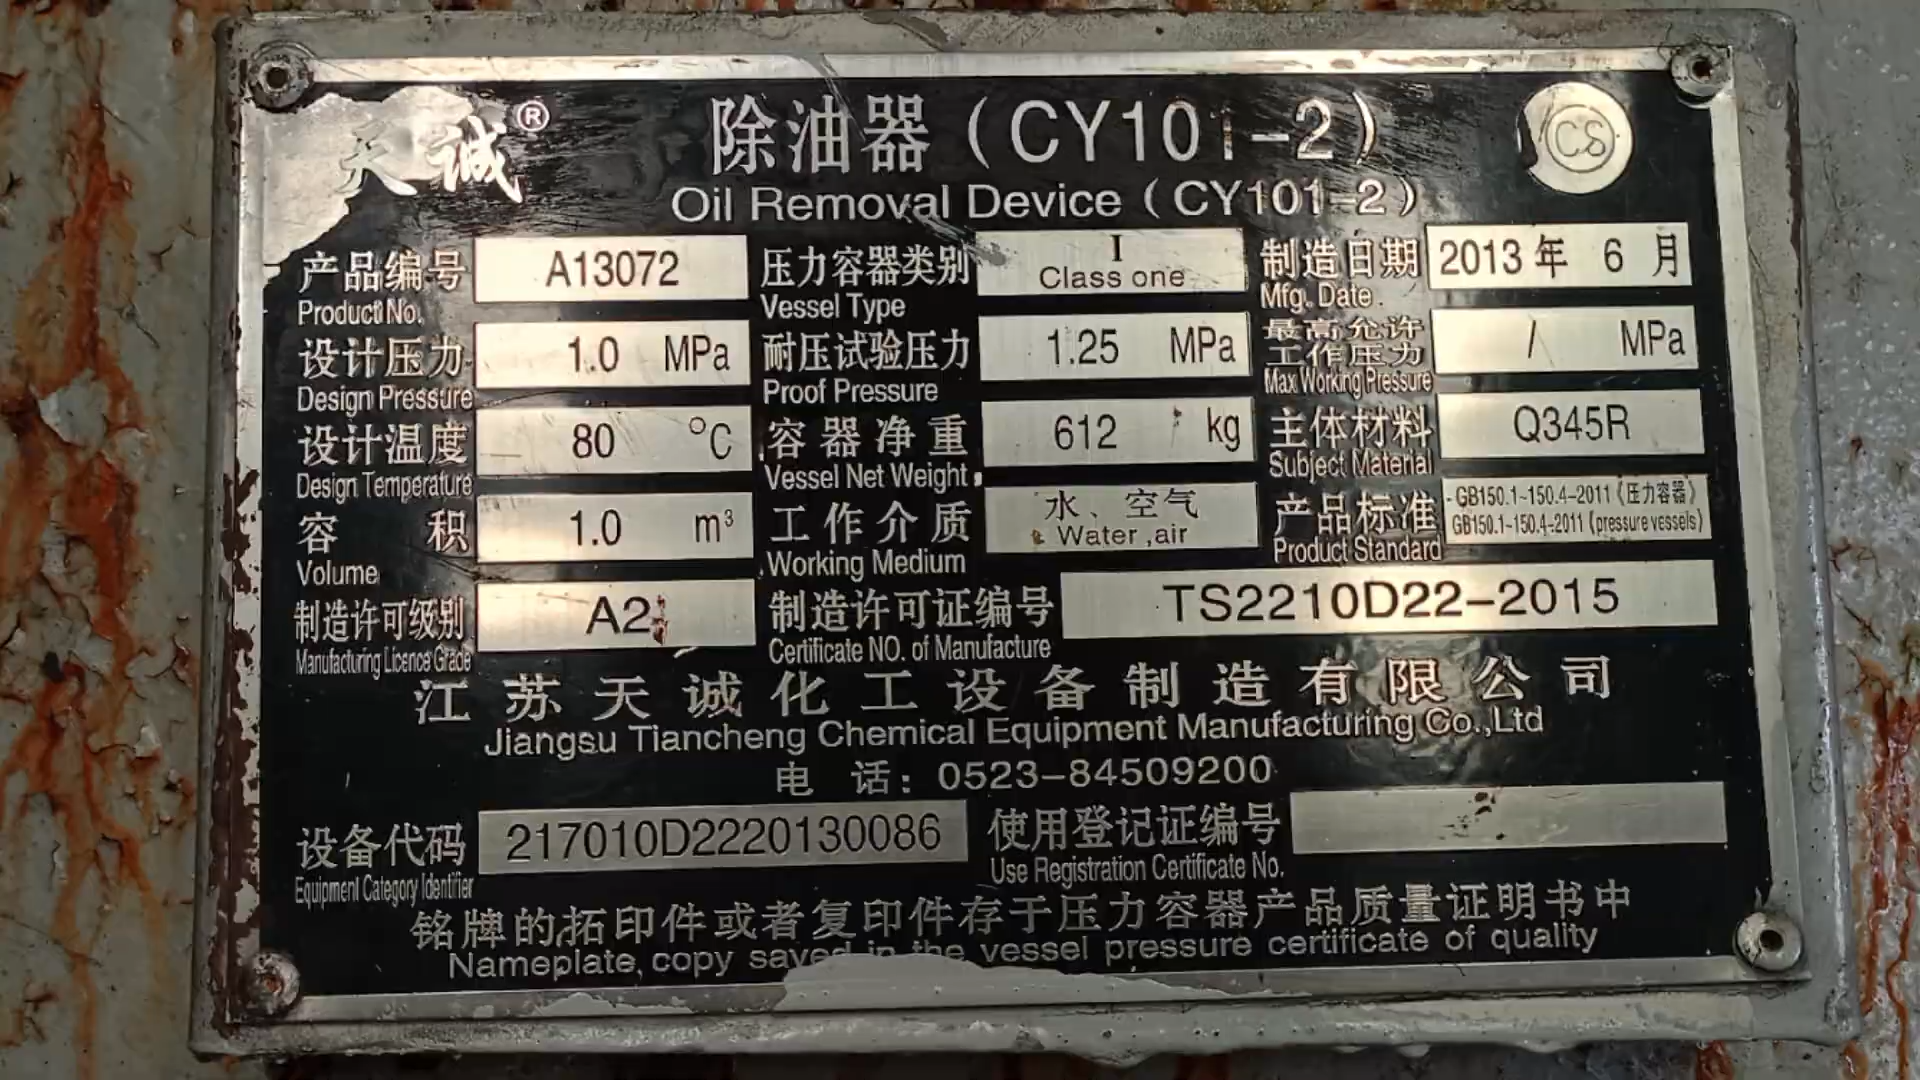 天诚®
除油器（CY101-2）
Oil Removal Device（CY101-2）
CS
产品编号 A13072 压力容器类别 I 制造日期 2013 年 6 月
Product No. Vessel Type Class one Mfg. Date
设计压力 1.0 MPa 耐压试验压力 1.25 MPa 最高允许工作压力 / MPa
Design Pressure Proof Pressure Max Working Pressure
设计温度 80 °C 容器净重 612 kg 主体材料 Q345R
Design Temperature Vessel Net Weight Subject Material
容积 1.0 m³ 工作介质 水、空气 产品标准 GB150.1~150.4-2011《压力容器》
Volume Working Medium Water ,air Product Standard GB150.1~150.4-2011 (pressure vessels)
制造许可级别 A2 制造许可证编号 TS2210D22-2015
Manufacturing Licence Grade Certificate NO. of Manufacture
江苏天诚化工设备制造有限公司
Jiangsu Tiancheng Chemical Equipment Manufacturing Co.,Ltd
电 话：0523-84509200
设备代码 217010D2220130086 使用登记证编号
Equipment Category Identifier Use Registration Certificate No.
铭牌的拓印件或者复印件存于压力容器产品质量证明书中
Nameplate, copy saved in the vessel pressure certificate of quality